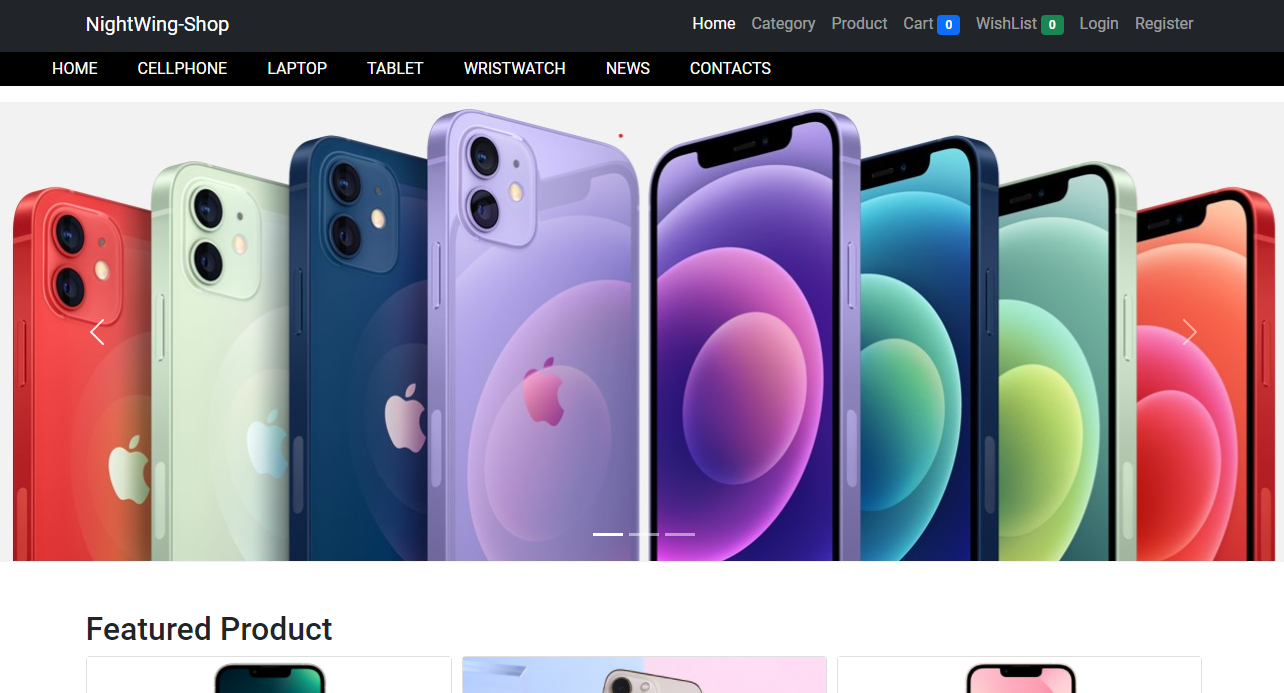 NightWing-Shop Home Category Product Cart 0 WishList 0 Login Register
HOME CELLPHONE LAPTOP TABLET WRISTWATCH NEWS CONTACTS
Featured Product